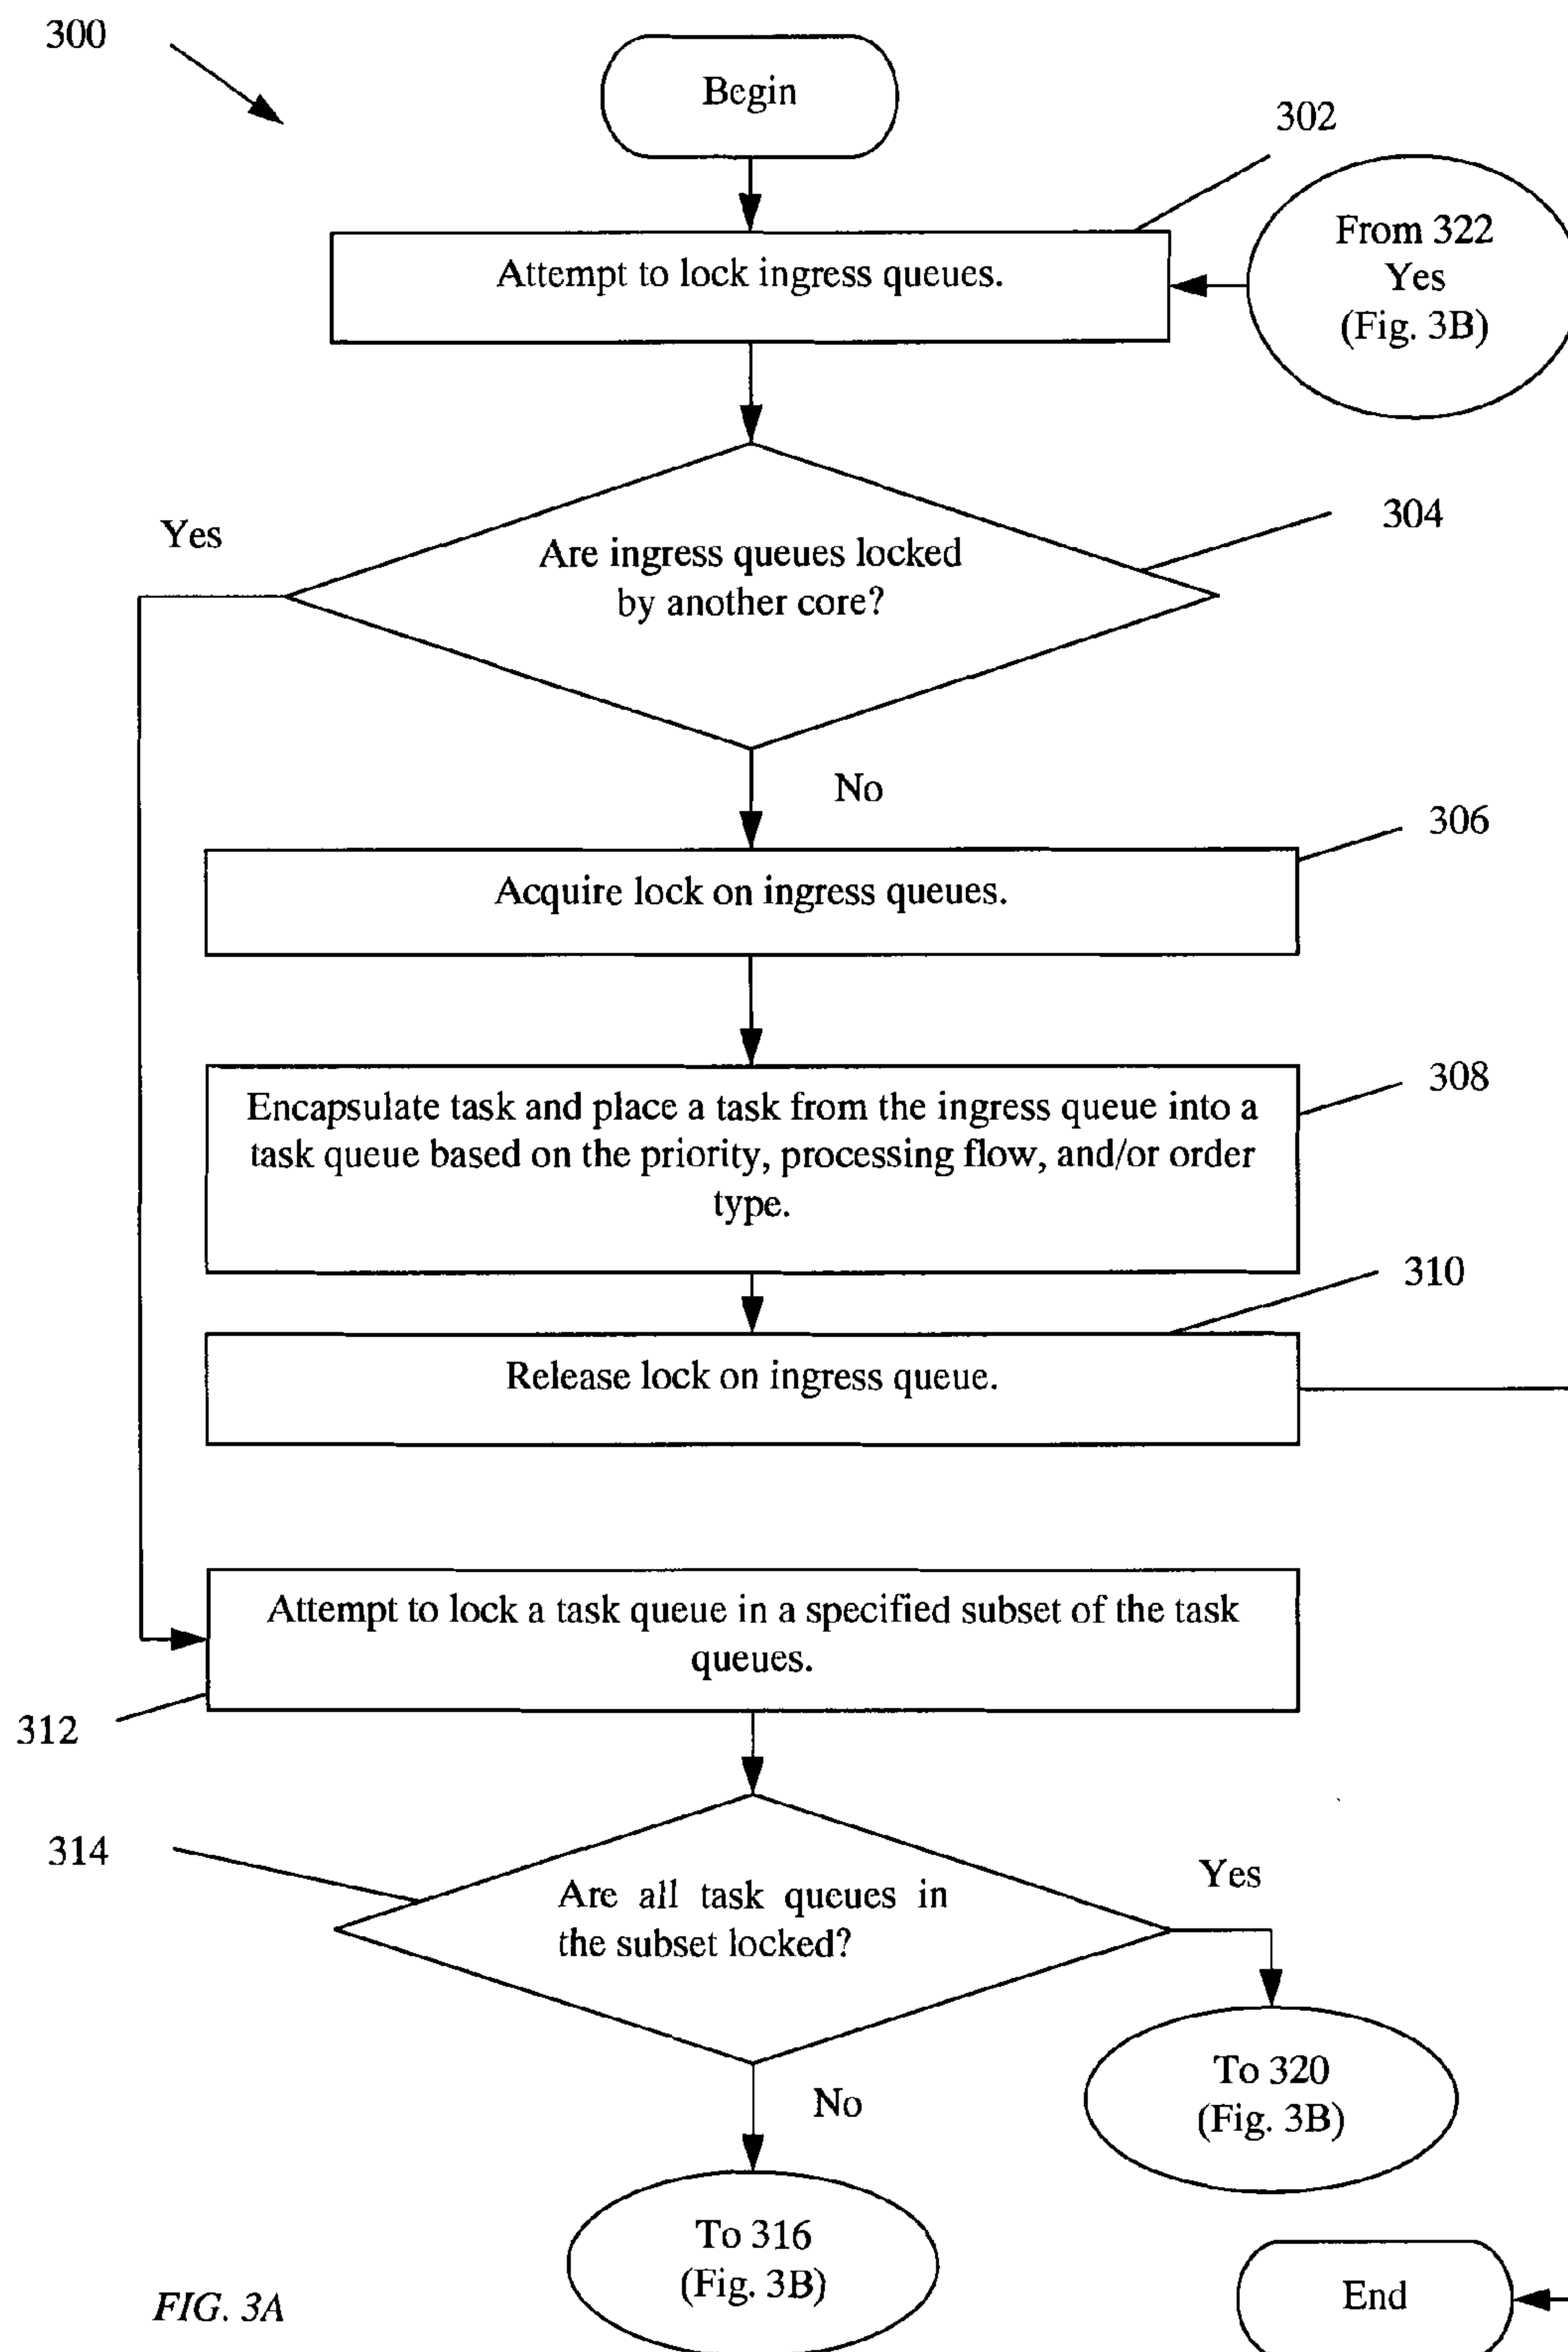 300
Begin
302
Attempt to lock ingress queues.
From 322
Yes
(Fig. 3B)
304
Yes
Are ingress queues locked
by another core?
No
306
Acquire lock on ingress queues.
308
Encapsulate task and place a task from the ingress queue into a
task queue based on the priority, processing flow, and/or order
type.
310
Release lock on ingress queue.
Attempt to lock a task queue in a specified subset of the task
queues.
312
314
Are all task queues in
the subset locked?
Yes
To 320
(Fig. 3B)
No
To 316
(Fig. 3B)
End
FIG. 3A